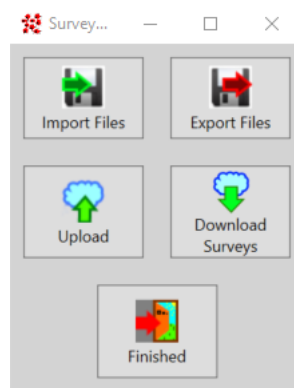 Survey...
Import Files
Export Files
Upload
Download
Surveys
Finished